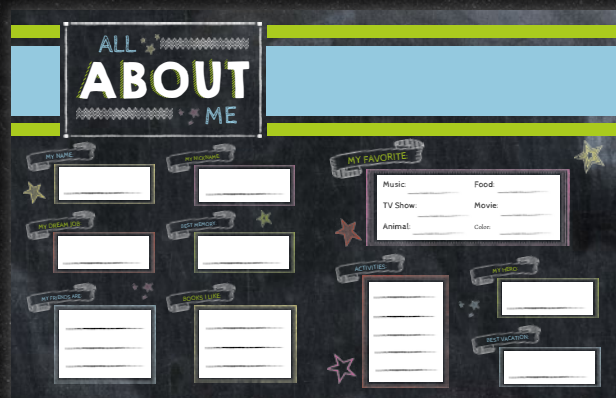 ALL
ABOUT
ME
MY NAME
MY NICKNAME
MY DREAM JOB
BEST MEMORY
MY FRIENDS ARE
BOOKS I LIKE
MY FAVORITE
Music: Food:
TV Show: Movie:
Animal: Color:
ACTIVITIES
MY HERO
BEST VACATION